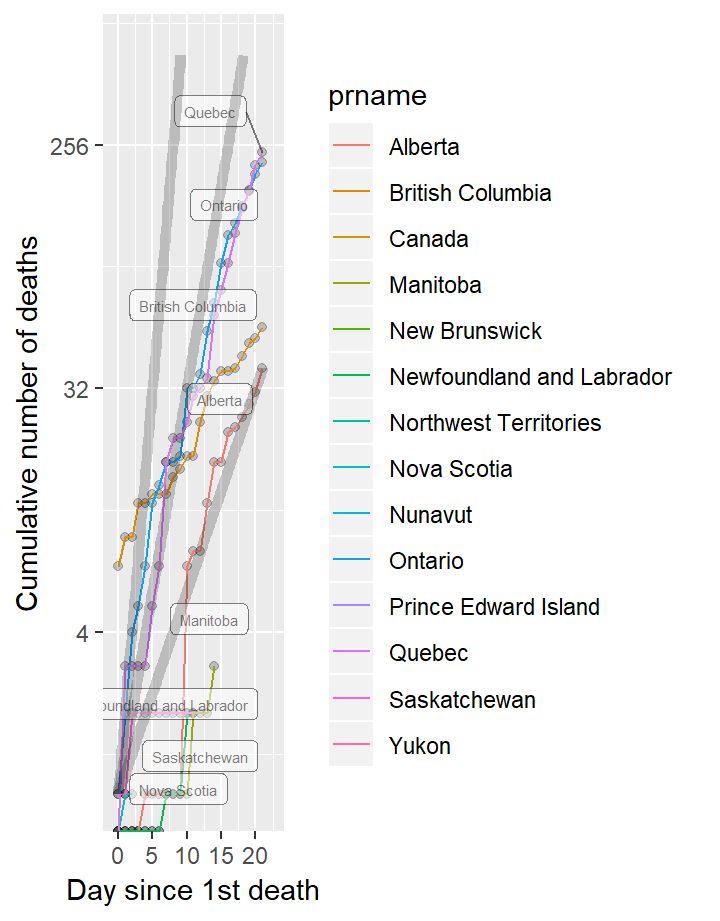 prname
Quebec
256
Alberta
British Columbia
Ontario
Canada
Manitoba
British Columbia
New Brunswick
32
Newfoundland and Labrador
Alberta
Northwest Territories
Nova Scotia
Nunavut
Ontario
Prince Edward Island
Manitoba
4
Quebec
oundland and Labrador
Saskatchewan
Saskatchewan
Yukon
Nova Scotia
0 5 10 15 20
Day since 1st death
Cumulative number of deaths